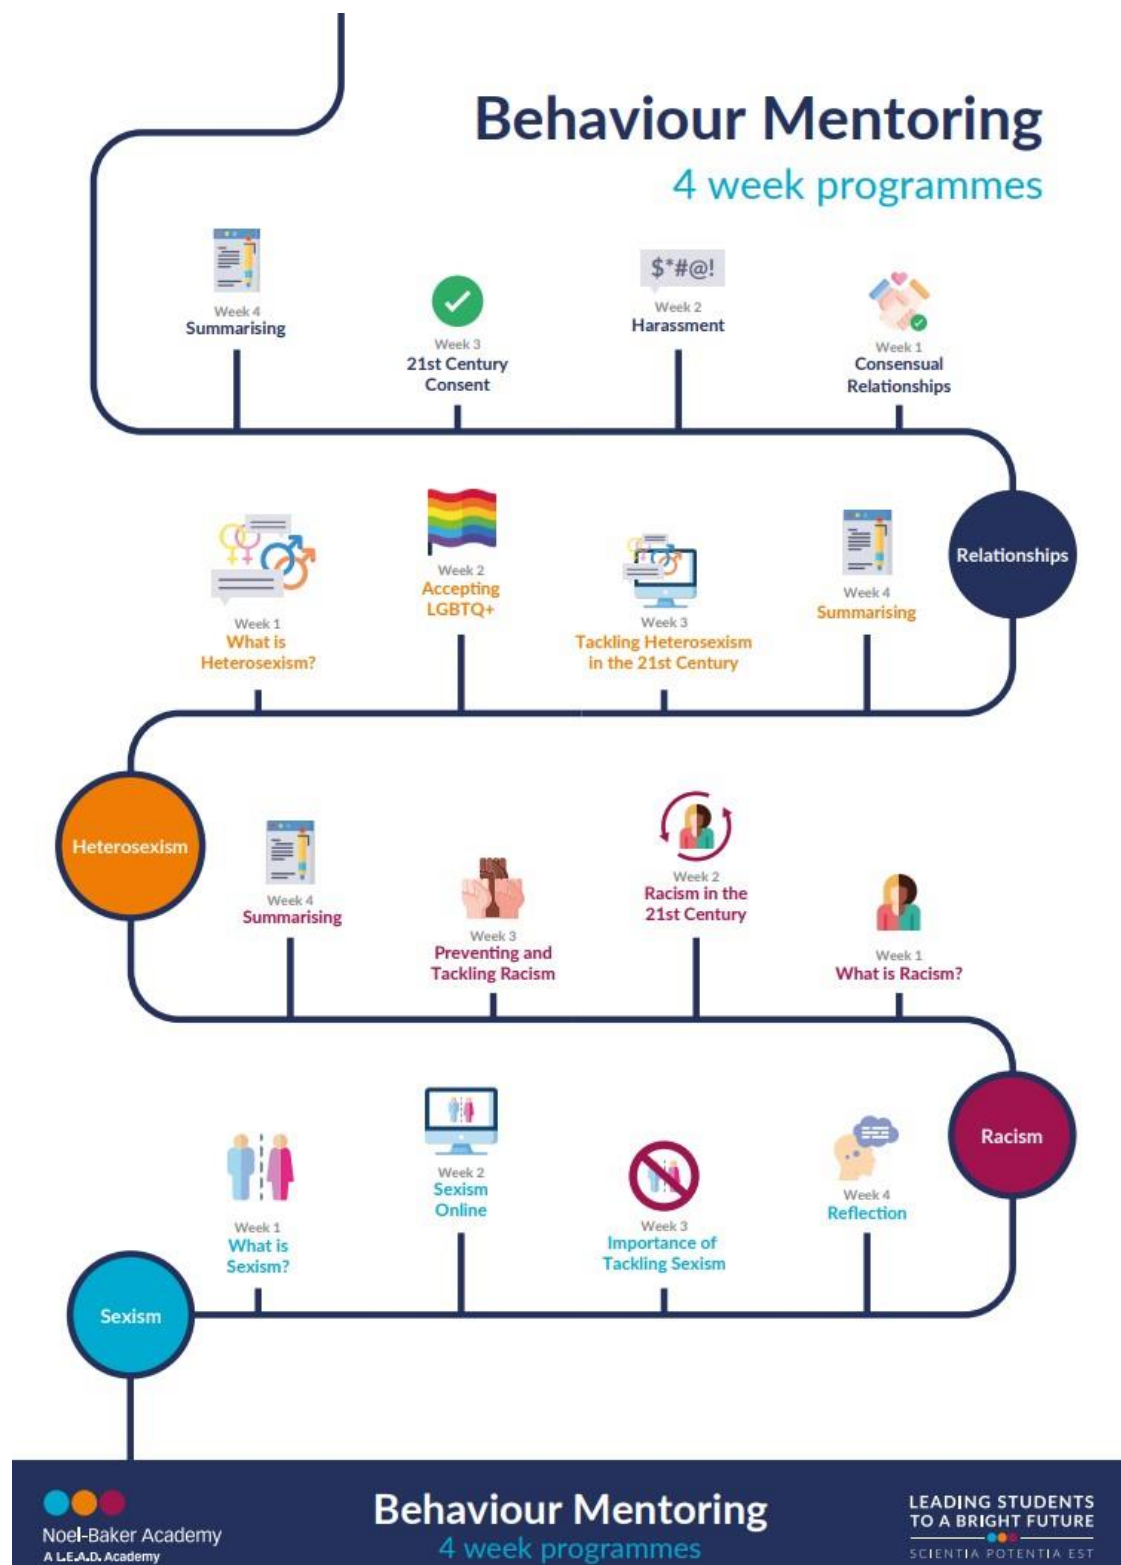 Behaviour Mentoring
4 week programmes
Week 4
Summarising
Week 3
21st Century
Consent
$*#@!
Week 2
Harassment
Week 1
Consensual
Relationships
Relationships
Week 1
What is
Heterosexism?
Week 2
Accepting
LGBTQ+
Week 3
Tackling Heterosexism
in the 21st Century
Week 4
Summarising
Heterosexism
Week 4
Summarising
Week 3
Preventing and
Tackling Racism
Week 2
Racism in the
21st Century
Week 1
What is Racism?
Racism
Week 1
What is
Sexism?
Week 2
Sexism
Online
Week 3
Importance of
Tackling Sexism
Week 4
Reflection
Sexism
Noel-Baker Academy
A L.E.A.D. Academy
Behaviour Mentoring
4 week programmes
LEADING STUDENTS
TO A BRIGHT FUTURE
SCIENTIA POTENTIA EST